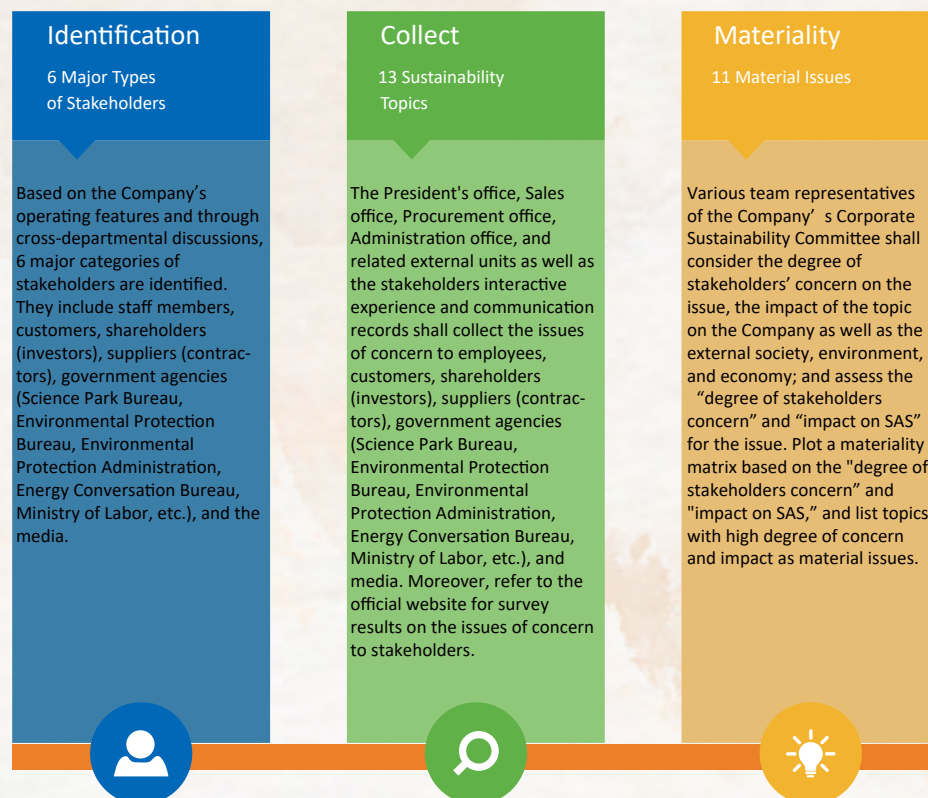 Identification
6 Major Types
of Stakeholders
Based on the Company’s
operating features and through
cross-departmental discussions,
6 major categories of
stakeholders are identified.
They include staff members,
customers, shareholders
(investors), suppliers (contrac-
tors), government agencies
(Science Park Bureau,
Environmental Protection
Bureau, Environmental
Protection Administration,
Energy Conversation Bureau,
Ministry of Labor, etc.), and the
media.
Collect
13 Sustainability
Topics
The President's office, Sales
office, Procurement office,
Administration office, and
related external units as well as
the stakeholders interactive
experience and communication
records shall collect the issues
of concern to employees,
customers, shareholders
(investors), suppliers (contrac-
tors), government agencies
(Science Park Bureau,
Environmental Protection
Bureau, Environmental
Protection Administration,
Energy Conversation Bureau,
Ministry of Labor, etc.), and
media. Moreover, refer to the
official website for survey
results on the issues of concern
to stakeholders.
Materiality
11 Material Issues
Various team representatives
of the Company’ s Corporate
Sustainability Committee shall
consider the degree of
stakeholders’ concern on the
issue, the impact of the topic
on the Company as well as the
external society, environment,
and economy; and assess the
“degree of stakeholders
concern” and “impact on SAS”
for the issue. Plot a materiality
matrix based on the "degree of
stakeholders concern” and
"impact on SAS,” and list topics
with high degree of concern
and impact as material issues.